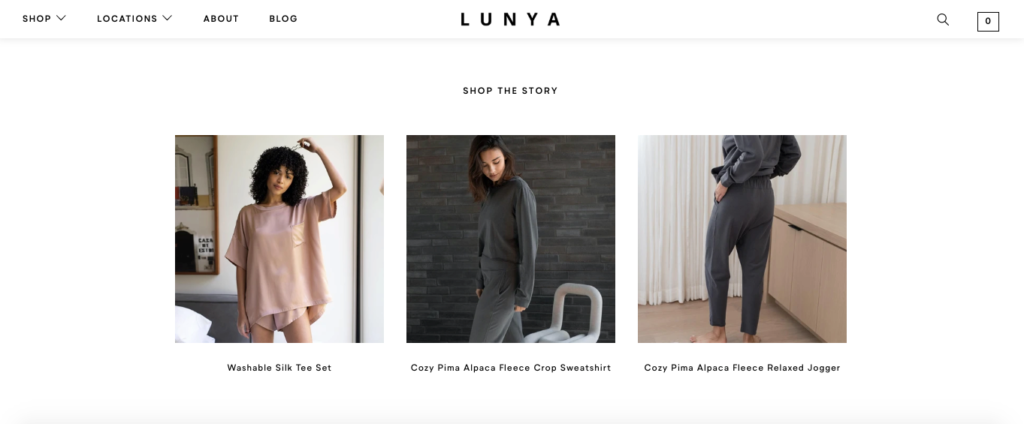 SHOP
LOCATIONS
ABOUT
BLOG
LUNYA
0
SHOP THE STORY
Washable Silk Tee Set
Cozy Pima Alpaca Fleece Crop Sweatshirt
Cozy Pima Alpaca Fleece Relaxed Jogger